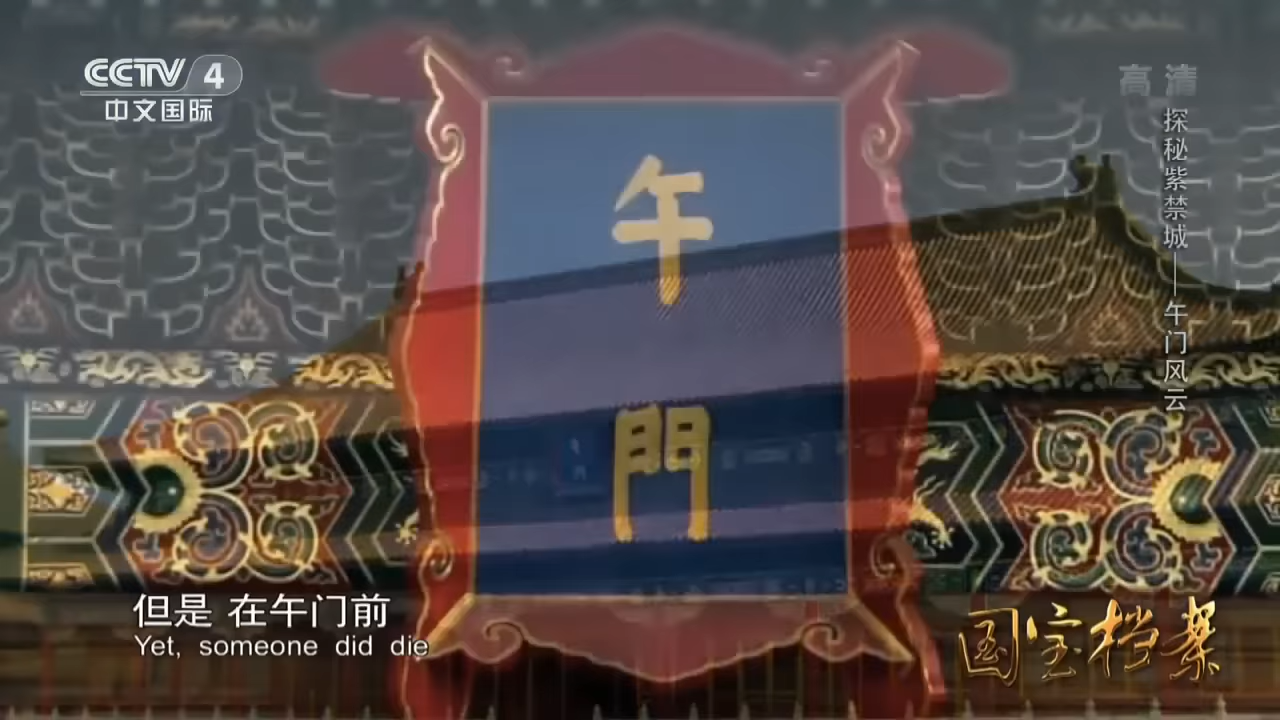 CCTV 4
中文国际
高清
探秘紫禁城——午门风云
午
門
但是 在午门前
Yet, someone did die
国宝档案